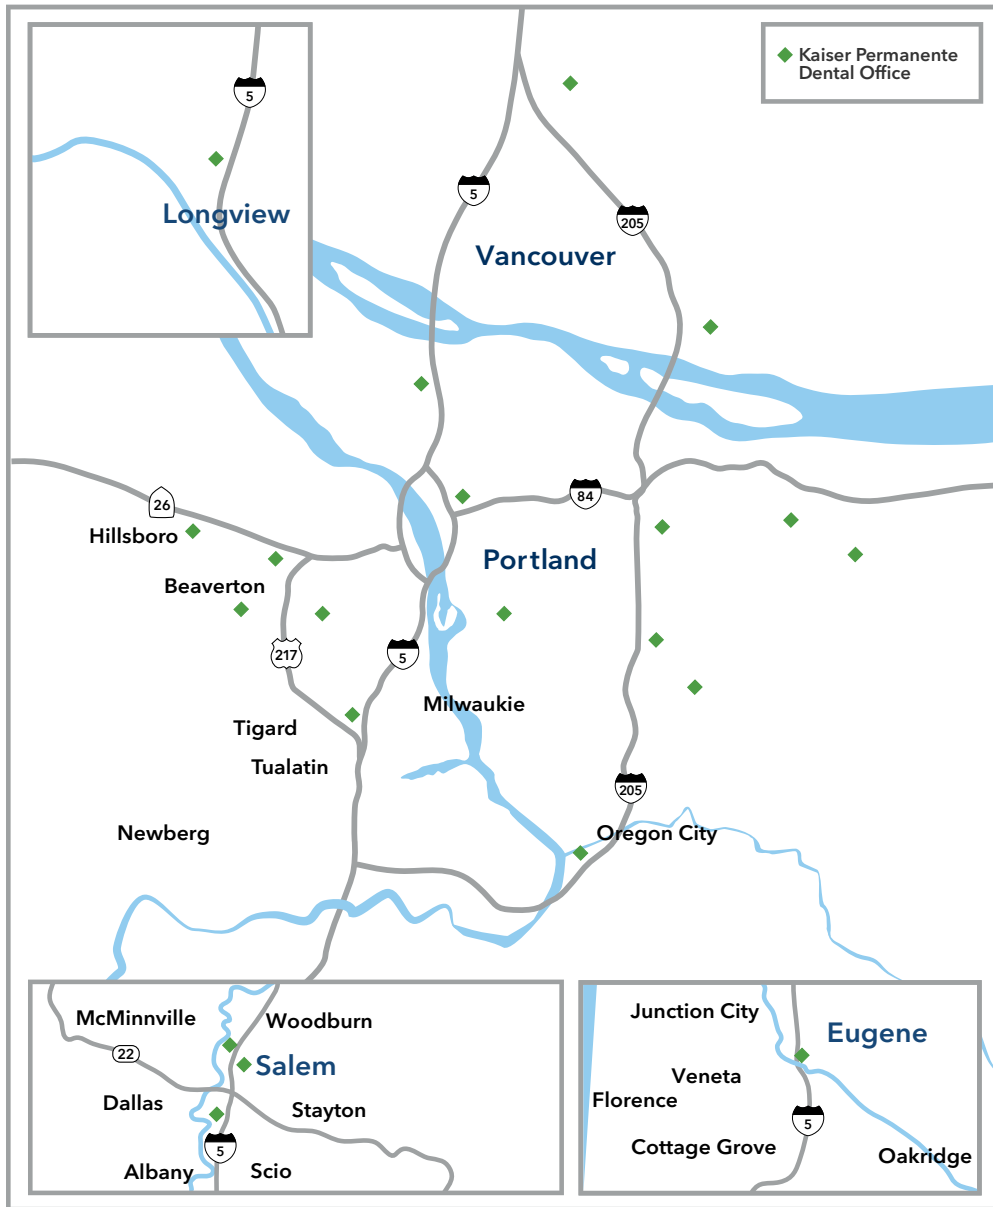 Kaiser Permanente
Dental Office
5
Longview
5
205
Vancouver
26
84
Hillsboro
Portland
Beaverton
217
5
Milwaukie
Tigard
Tualatin
205
Newberg
Oregon City
McMinnville
Woodburn
22
Salem
Dallas
Stayton
5
Albany
Scio
Junction City
Eugene
Veneta
Florence
5
Cottage Grove
Oakridge